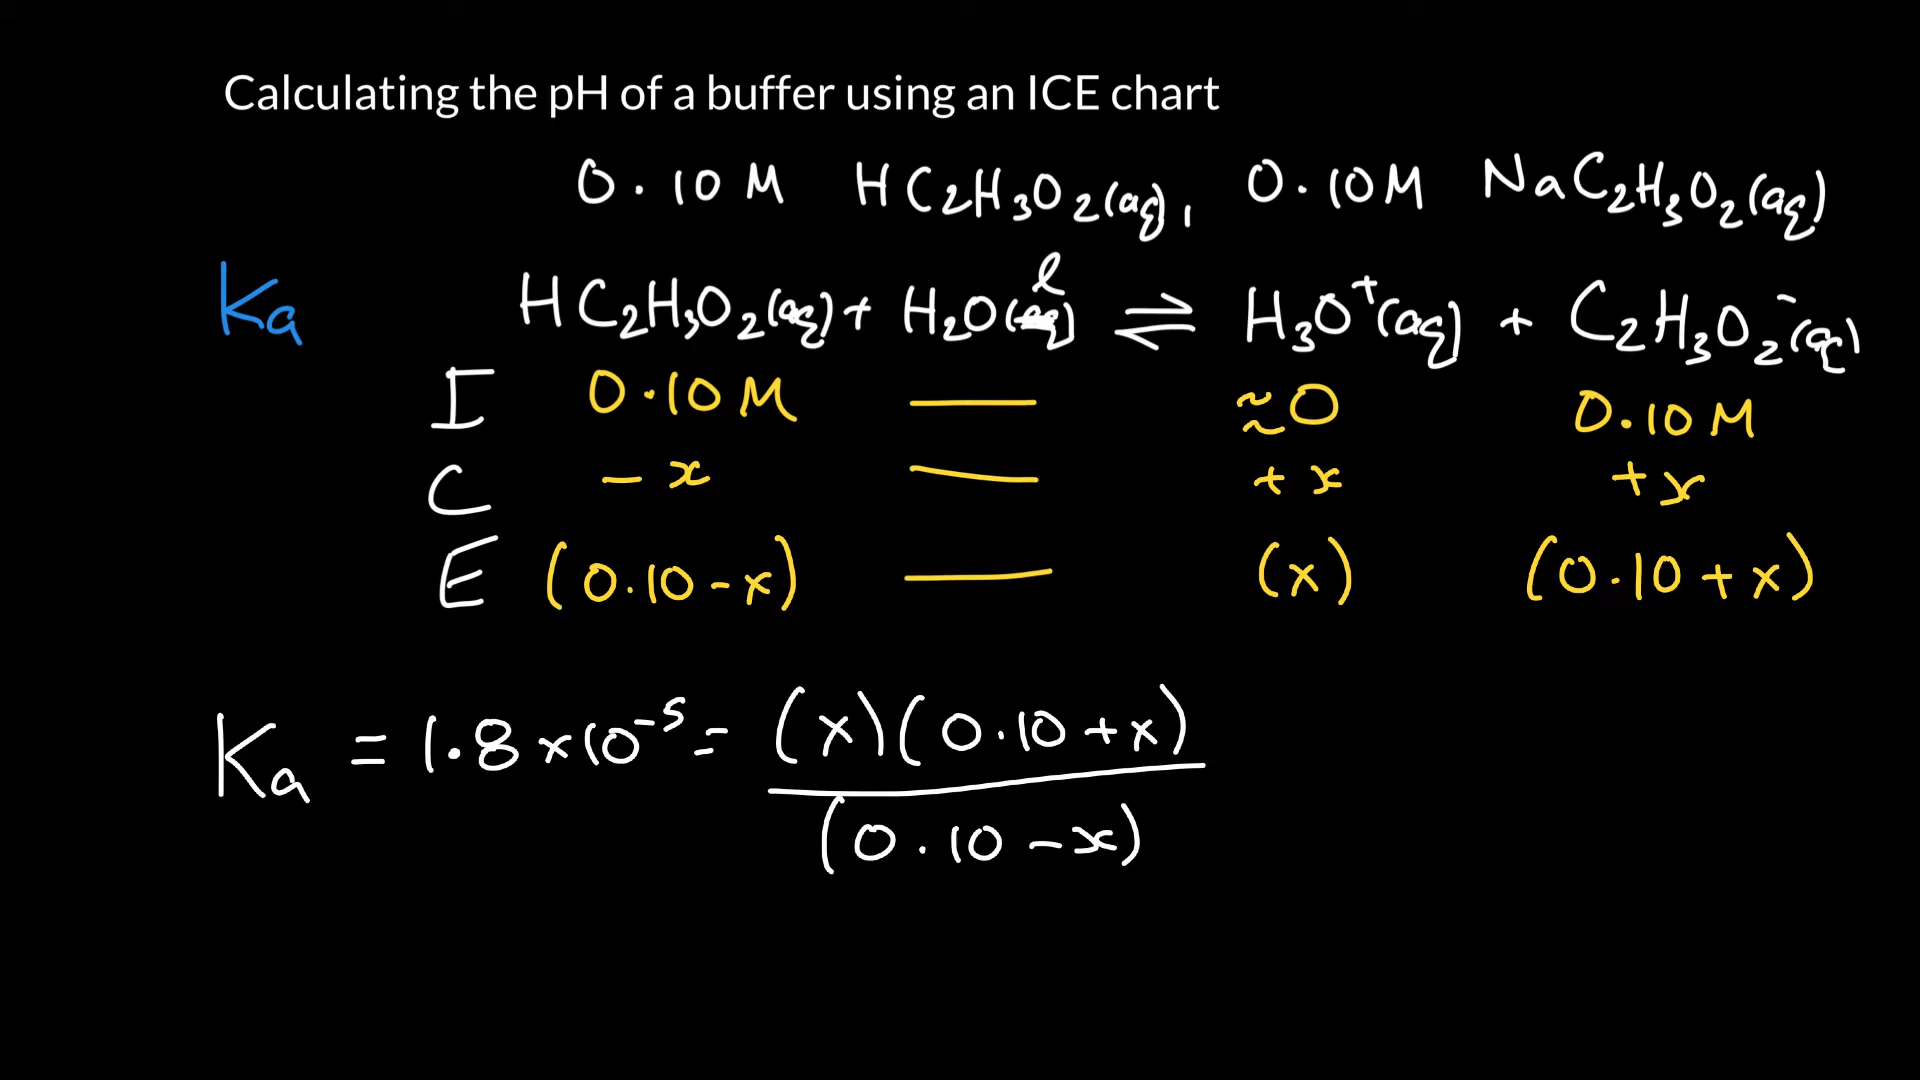 Calculating the pH of a buffer using an ICE chart
0.10 M HC₂H₃O₂(aq), 0.10M NaC₂H₃O₂(aq)
Ka HC₂H₃O₂(aq) + H₂O(l) ⇌ H₃O⁺(aq) + C₂H₃O₂⁻(aq)
I 0.10 M — ≈0 0.10 M
C -x — +x +x
E (0.10-x) — (x) (0.10+x)
Ka = 1.8 x 10⁻⁵ = (x)(0.10+x)
(0.10-x)